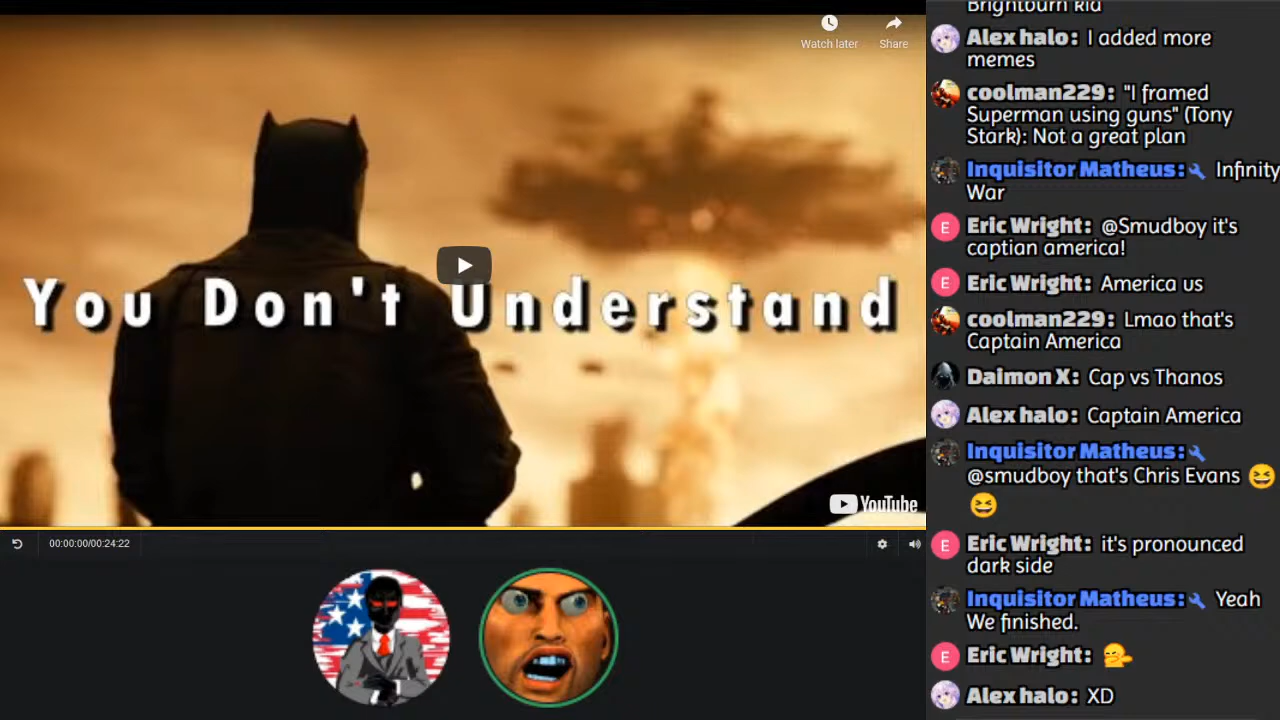 Watch later
Share
You Don't Understand
YouTube
00:00:00/00:24:22
Brightburn kid
Alex halo: I added more
memes
coolman229: "I framed
Superman using guns" (Tony
Stark): Not a great plan
Inquisitor Matheus: Infinity
War
E
Eric Wright: @Smudboy it's
captian america!
E
Eric Wright: America us
coolman229: Lmao that's
Captain America
Daimon X: Cap vs Thanos
Alex halo: Captain America
Inquisitor Matheus:
@smudboy that's Chris Evans 😆
😆
E
Eric Wright: it's pronounced
dark side
Inquisitor Matheus: Yeah
We finished.
E
Eric Wright:
Alex halo: XD